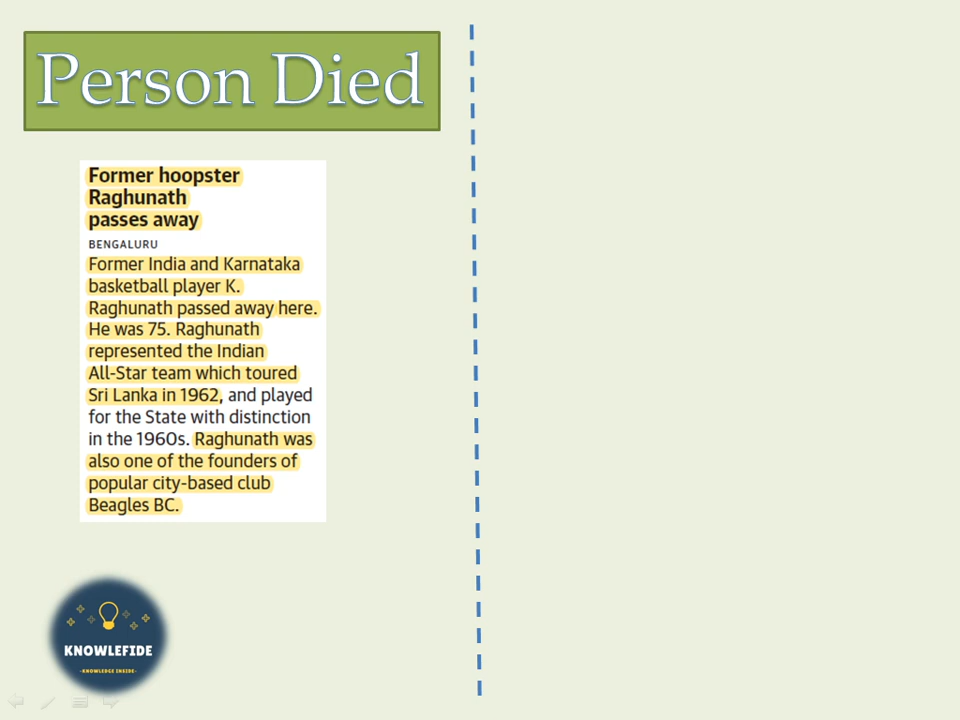 Person Died
Former hoopster
Raghunath
passes away
BENGALURU
Former India and Karnataka
basketball player K.
Raghunath passed away here.
He was 75. Raghunath
represented the Indian
All-Star team which toured
Sri Lanka in 1962, and played
for the State with distinction
in the 1960s. Raghunath was
also one of the founders of
popular city-based club
Beagles BC.
KNOWLEFIDE
-KNOWLEDGE INSIDE-